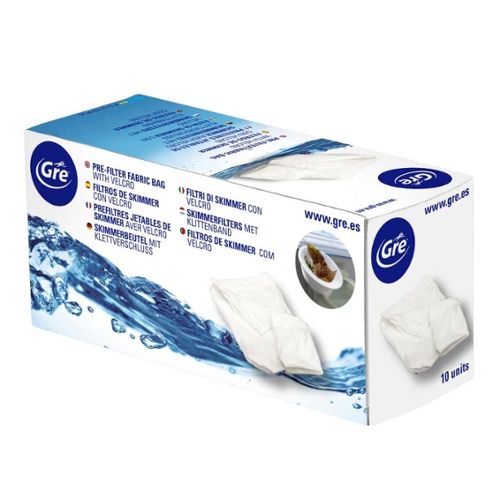 Gre
PRE-FILTER FABRIC BAG
WITH VELCRO
FILTROS DE SKIMMER
CON VELCRO
PREFILTRES JETABLES DE
SKIMMER AVER VELCRO
SKIMMERBEUTEL MIT
KLETTVERSCHLUSS
FILTRI DI SKIMMER CON
VELCRO
SKIMMERFILTERS MET
KLITTENBAND
FILTROS DE SKIMMER COM
VELCRO
www.gre.es
www.gre.es
Gre
10 units